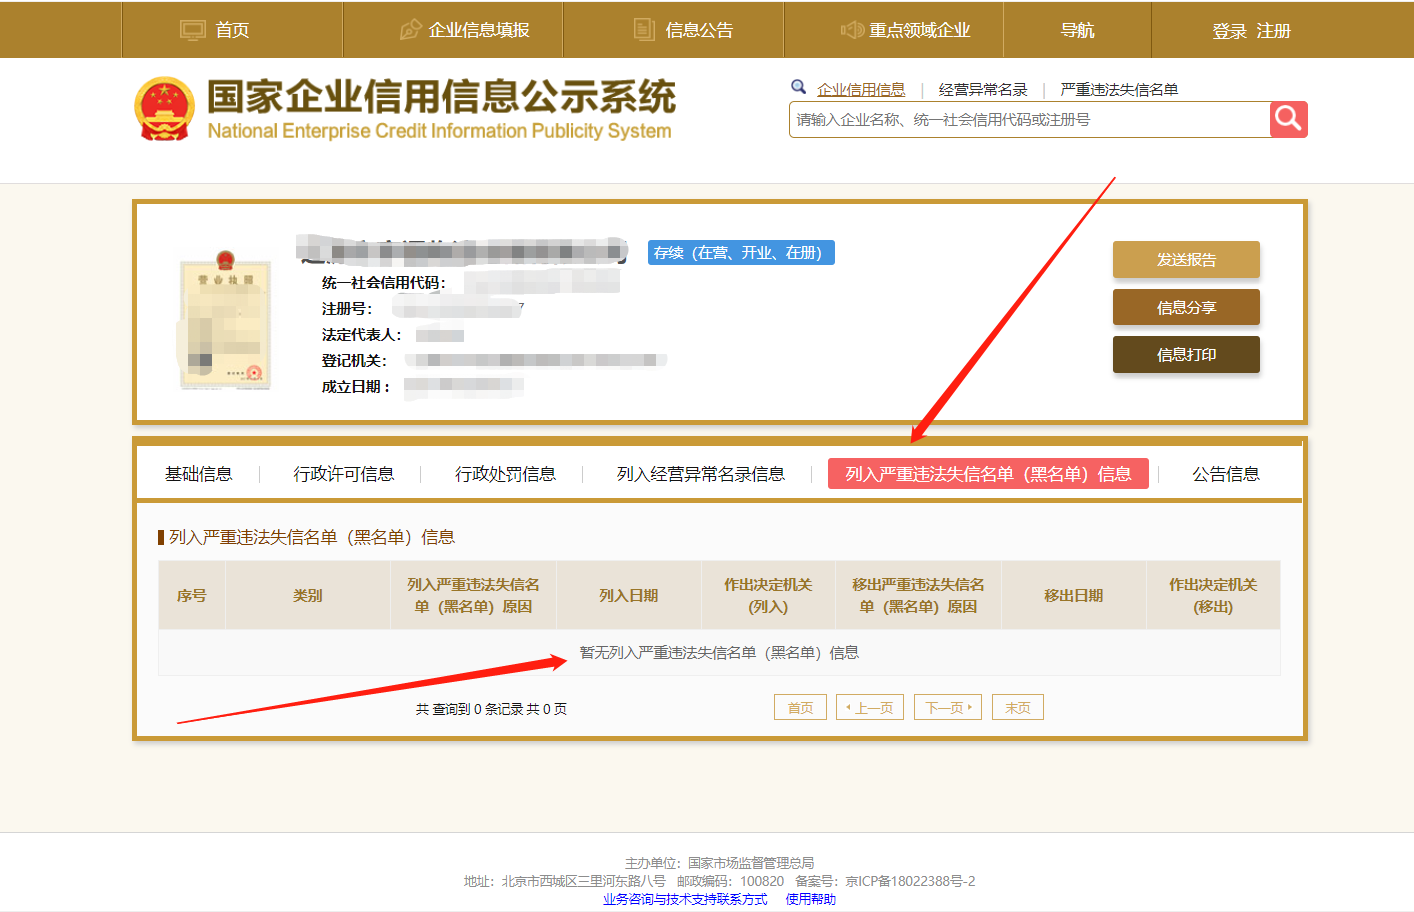 首页 企业信息填报 信息公告 重点领域企业 导航 登录 注册
国家企业信用信息公示系统
National Enterprise Credit Information Publicity System
企业信用信息 | 经营异常名录 | 严重违法失信名单
请输入企业名称、统一社会信用代码或注册号
存续（在营、开业、在册）
营业执照
统一社会信用代码：
注册号： 7
法定代表人：
登记机关：
成立日期：
发送报告
信息分享
信息打印
基础信息 行政许可信息 行政处罚信息 列入经营异常名录信息 列入严重违法失信名单（黑名单）信息 公告信息
列入严重违法失信名单（黑名单）信息
序号 类别 列入严重违法失信名单（黑名单）原因 列入日期 作出决定机关(列入) 移出严重违法失信名单（黑名单）原因 移出日期 作出决定机关(移出)
暂无列入严重违法失信名单（黑名单）信息
共 查询到 0 条记录 共 0 页 首页 上一页 下一页 末页
主办单位：国家市场监督管理总局
地址：北京市西城区三里河东路八号 邮政编码：100820 备案号：京ICP备18022388号-2
业务咨询与技术支持联系方式 使用帮助